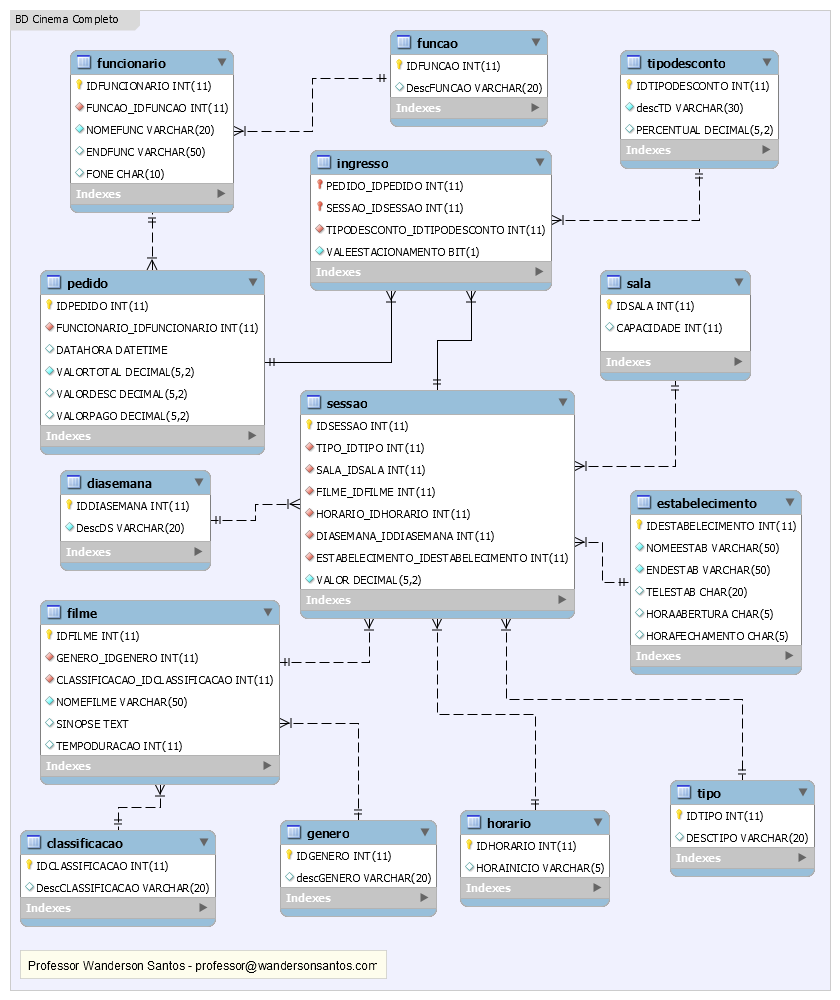 BD Cinema Completo
funcionario
IDFUNCIONARIO INT(11)
FUNCAO_IDFUNCAO INT(11)
NOMEFUNC VARCHAR(20)
ENDFUNC VARCHAR(50)
FONE CHAR(10)
Indexes
funcao
IDFUNCAO INT(11)
DescFUNCAO VARCHAR(20)
Indexes
tipodesconto
IDTIPODESCONTO INT(11)
descTD VARCHAR(30)
PERCENTUAL DECIMAL(5,2)
Indexes
ingresso
PEDIDO_IDPEDIDO INT(11)
SESSAO_IDSESSAO INT(11)
TIPODESCONTO_IDTIPODESCONTO INT(11)
VALEESTACIONAMENTO BIT(1)
Indexes
pedido
IDPEDIDO INT(11)
FUNCIONARIO_IDFUNCIONARIO INT(11)
DATAHORA DATETIME
VALORTOTAL DECIMAL(5,2)
VALORDESC DECIMAL(5,2)
VALORPAGO DECIMAL(5,2)
Indexes
sala
IDSALA INT(11)
CAPACIDADE INT(11)
Indexes
sessao
IDSESSAO INT(11)
TIPO_IDTIPO INT(11)
SALA_IDSALA INT(11)
FILME_IDFILME INT(11)
HORARIO_IDHORARIO INT(11)
DIASEMANA_IDDIASEMANA INT(11)
ESTABELECIMENTO_IDESTABELECIMENTO INT(11)
VALOR DECIMAL(5,2)
Indexes
diasemana
IDDIASEMANA INT(11)
DescDS VARCHAR(20)
Indexes
estabelecimento
IDESTABELECIMENTO INT(11)
NOMEESTAB VARCHAR(50)
ENDESTAB VARCHAR(50)
TELESTAB CHAR(20)
HORAABERTURA CHAR(5)
HORAFECHAMENTO CHAR(5)
Indexes
filme
IDFILME INT(11)
GENERO_IDGENERO INT(11)
CLASSIFICACAO_IDCLASSIFICACAO INT(11)
NOMEFILME VARCHAR(50)
SINOPSE TEXT
TEMPODURACAO INT(11)
Indexes
classificacao
IDCLASSIFICACAO INT(11)
DescCLASSIFICACAO VARCHAR(20)
Indexes
genero
IDGENERO INT(11)
descGENERO VARCHAR(20)
Indexes
horario
IDHORARIO INT(11)
HORAINICIO VARCHAR(5)
Indexes
tipo
IDTIPO INT(11)
DESCTIPO VARCHAR(20)
Indexes
Professor Wanderson Santos - professor@wandersonsantos.com